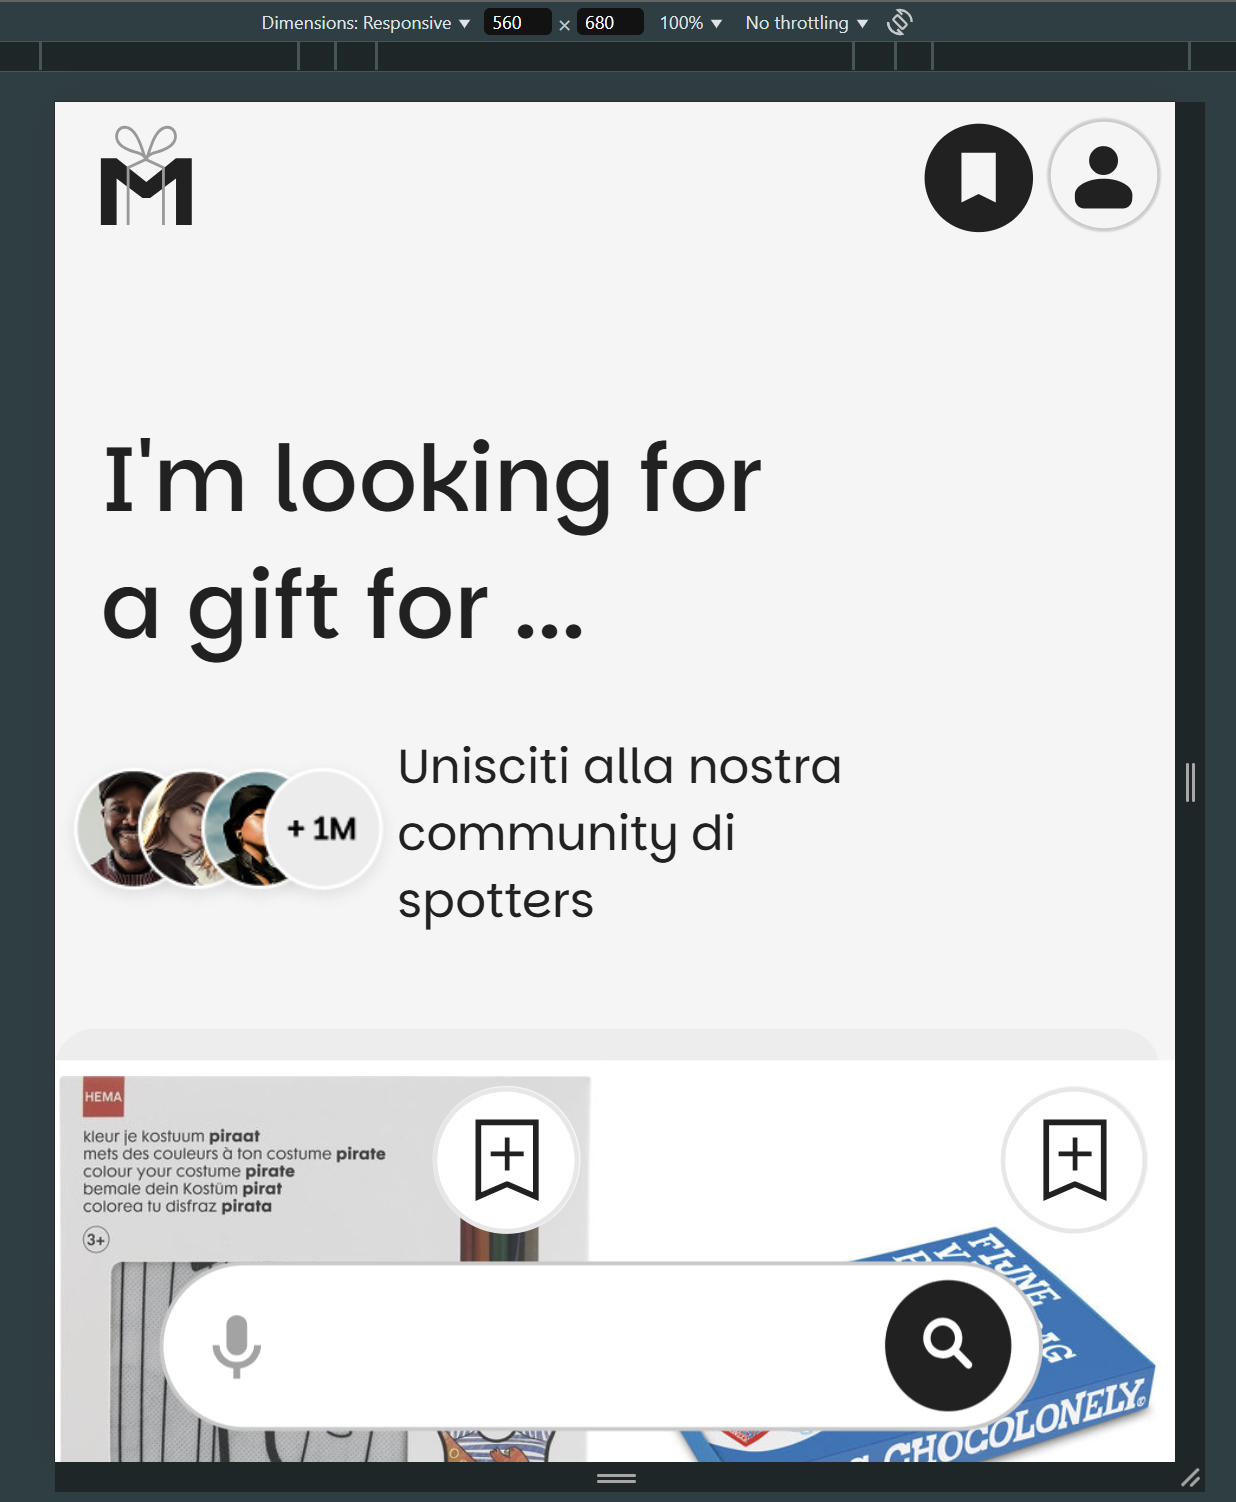 Dimensions: Responsive ▼ 560 × 680 100% ▼ No throttling ▼
M
I'm looking for
a gift for ...
+ 1M
Unisciti alla nostra
community di
spotters
HEMA
kleur je kostuum piraat
mets des couleurs à ton costume pirate
colour your costume pirate
bemale dein Kostüm pirat
colorea tu disfraz pirata
3+
FIJNE
CHOCOLONELY